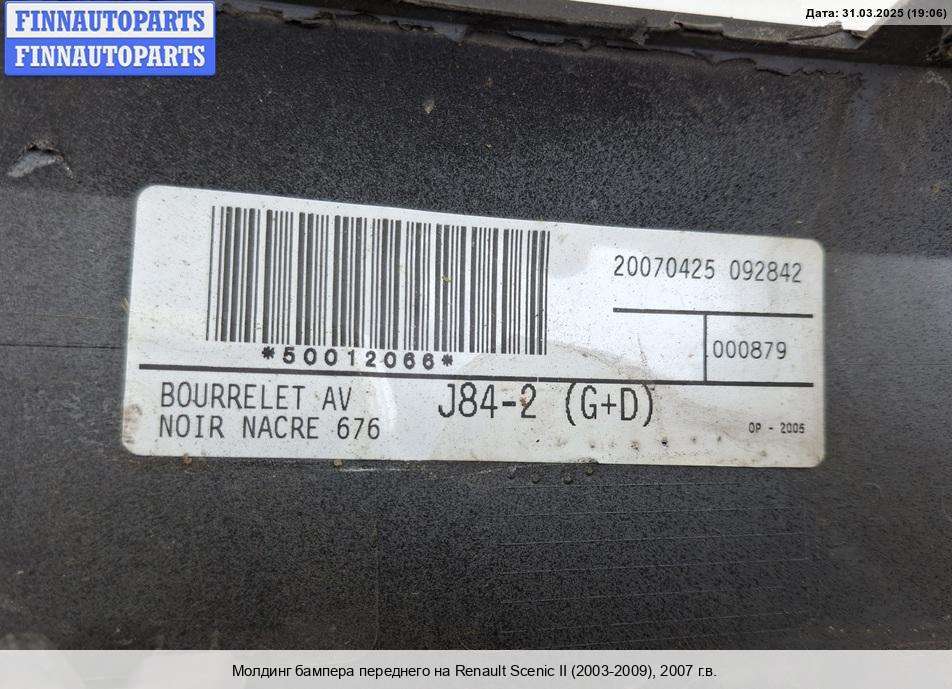 FINNAUTOPARTS
FINNAUTOPARTS
Дата: 31.03.2025 (19:06)
20070425 092842
000879
*50012066*
BOURRELET AV
J84-2 (G+D)
NOIR NACRE 676
OP - 2005
Молдинг бампера переднего на Renault Scenic II (2003-2009), 2007 г.в.